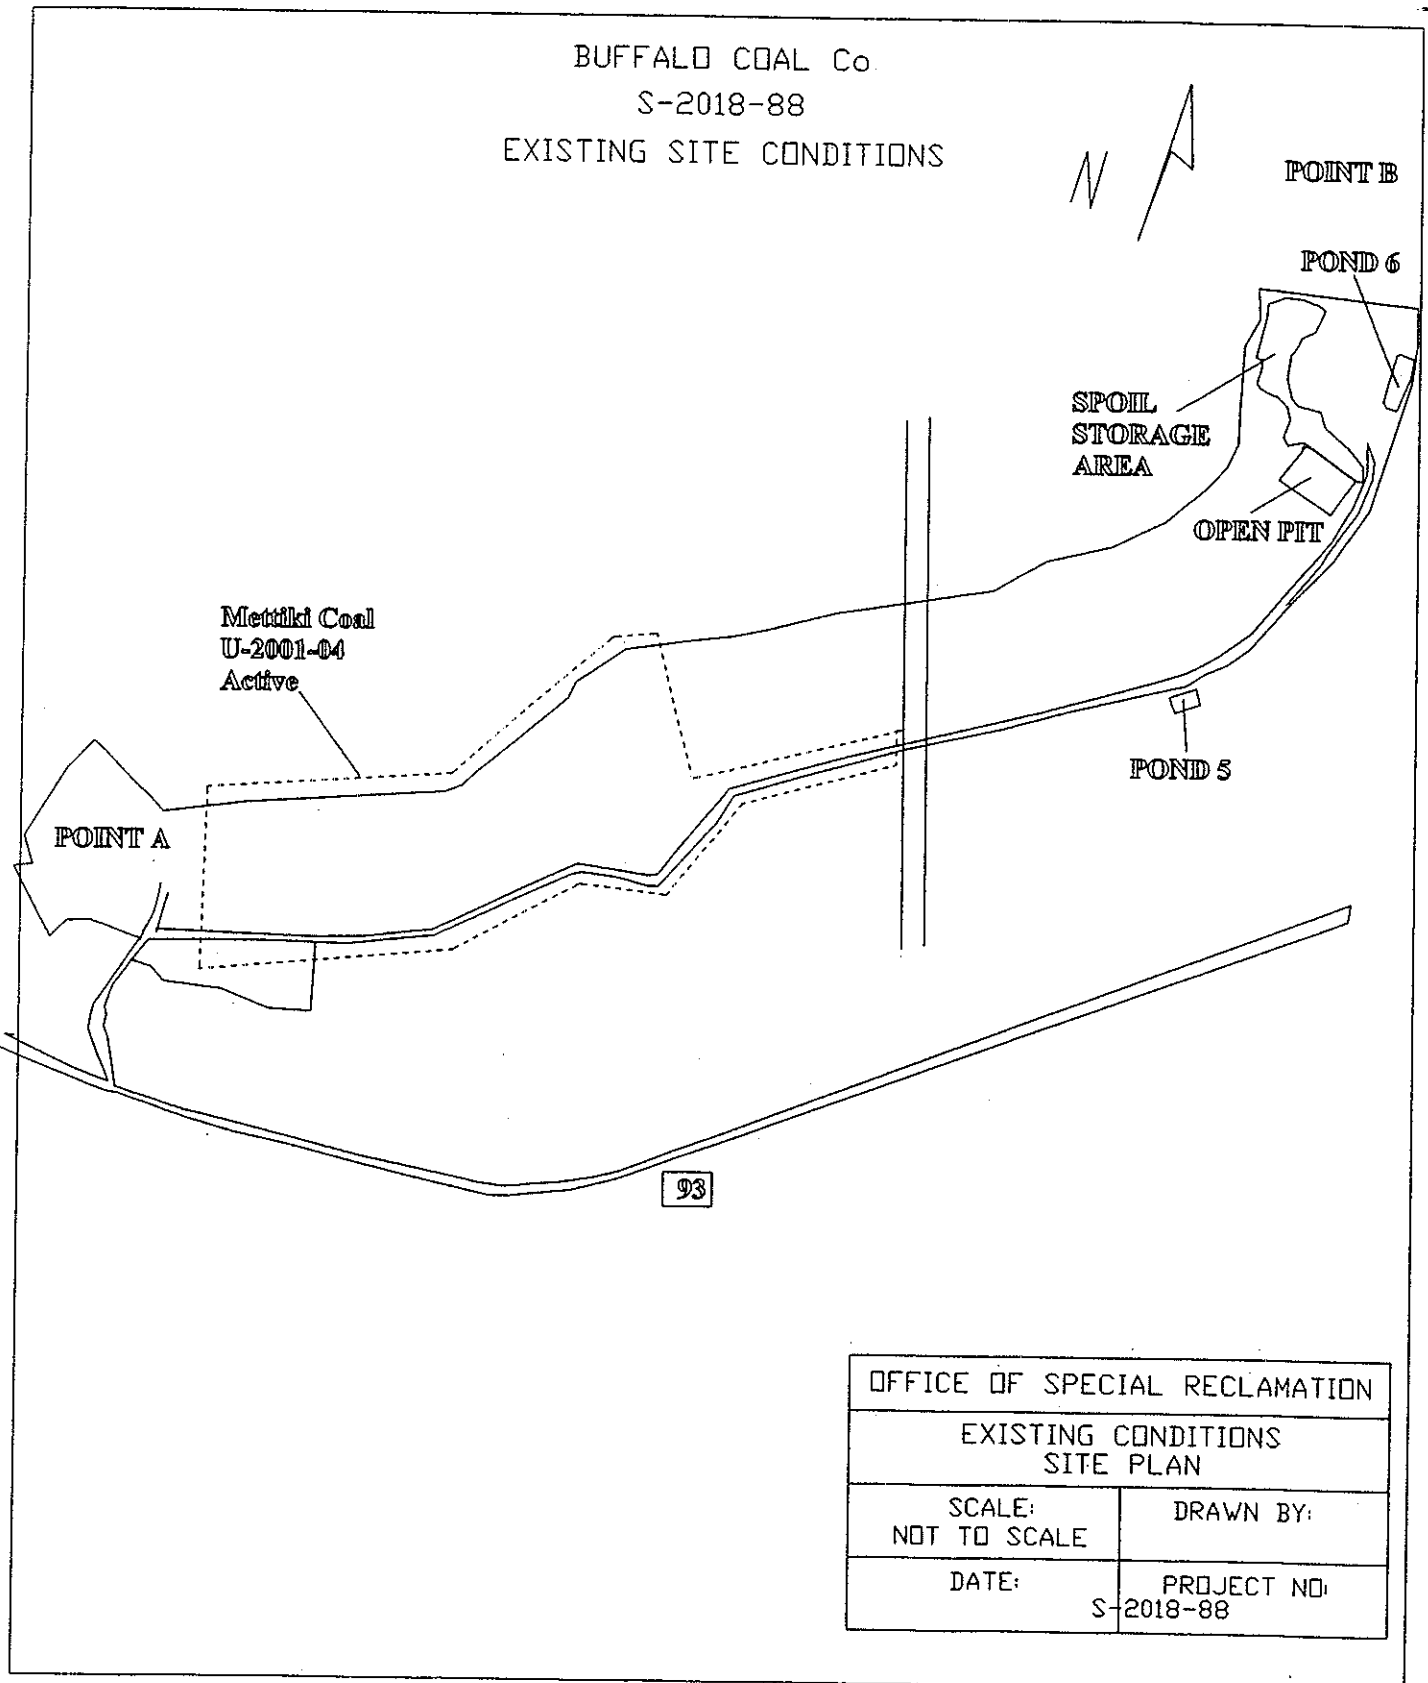 BUFFALO COAL Co
S-2018-88
EXISTING SITE CONDITIONS
N
POINT B
POND 6
SPOIL
STORAGE
AREA
OPEN PIT
Mettiki Coal
U-2001-04
Active
POND 5
POINT A
93
OFFICE OF SPECIAL RECLAMATION
EXISTING CONDITIONS
SITE PLAN
SCALE:
NOT TO SCALE
DRAWN BY:
DATE:
PROJECT NO:
S-2018-88